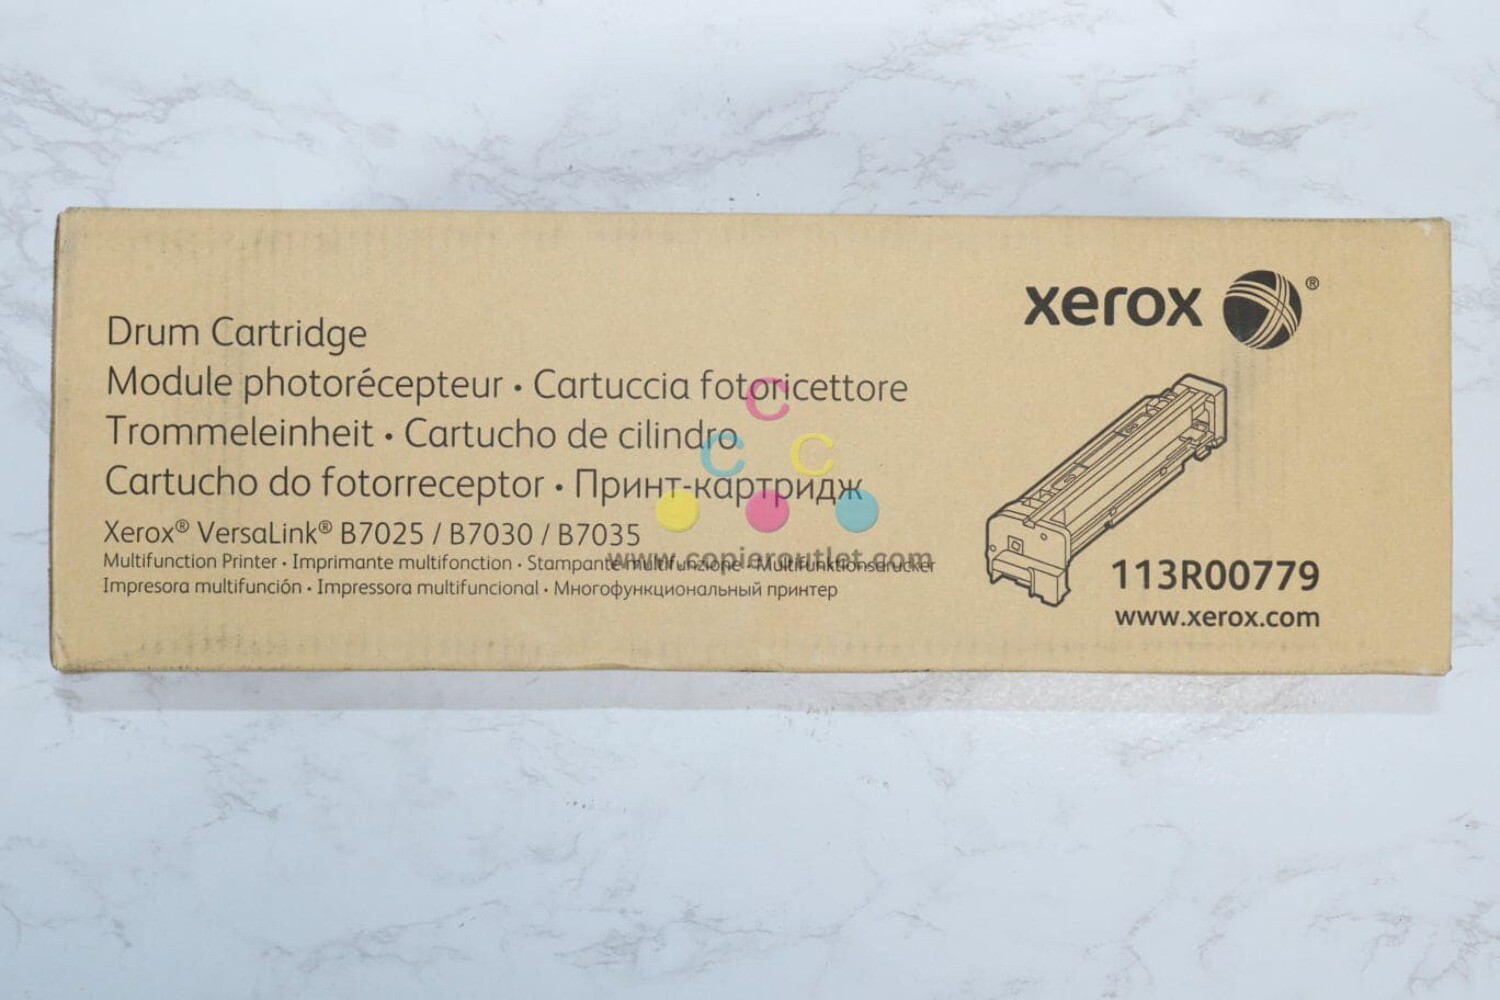 xerox ®
Drum Cartridge
Module photorécepteur • Cartuccia fotoricettore
Trommeleinheit • Cartucho de cilindro
Cartucho do fotorreceptor • Принт-картридж
Xerox® VersaLink® B7025 / B7030 / B7035
Multifunction Printer • Imprimante multifonction • Stampante multifunzione • Multifunktionsdrucker
Impresora multifunción • Impressora multifuncional • Многофункциональный принтер
113R00779
www.xerox.com
C
C C
www.copieroutlet.com